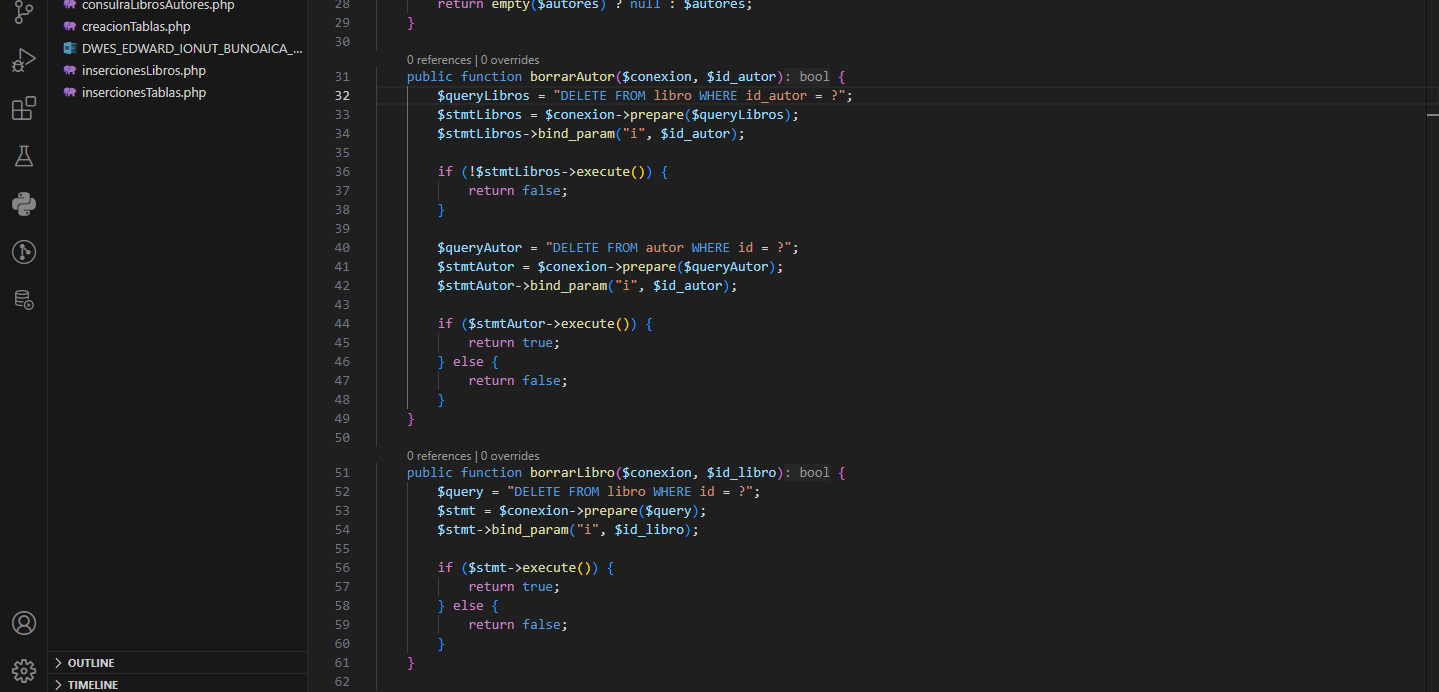 consulraLibrosAutores.php
creacionTablas.php
DWES_EDWARD_IONUT_BUNOAICA_...
insercionesLibros.php
insercionesTablas.php
OUTLINE
TIMELINE
28 return empty($autores) ? null : $autores;
29 }
30
0 references | 0 overrides
31 public function borrarAutor($conexion, $id_autor): bool {
32 $queryLibros = "DELETE FROM libro WHERE id_autor = ?";
33 $stmtLibros = $conexion->prepare($queryLibros);
34 $stmtLibros->bind_param("i", $id_autor);
35
36 if (!$stmtLibros->execute()) {
37 return false;
38 }
39
40 $queryAutor = "DELETE FROM autor WHERE id = ?";
41 $stmtAutor = $conexion->prepare($queryAutor);
42 $stmtAutor->bind_param("i", $id_autor);
43
44 if ($stmtAutor->execute()) {
45 return true;
46 } else {
47 return false;
48 }
49 }
50
0 references | 0 overrides
51 public function borrarLibro($conexion, $id_libro): bool {
52 $query = "DELETE FROM libro WHERE id = ?";
53 $stmt = $conexion->prepare($query);
54 $stmt->bind_param("i", $id_libro);
55
56 if ($stmt->execute()) {
57 return true;
58 } else {
59 return false;
60 }
61 }
62